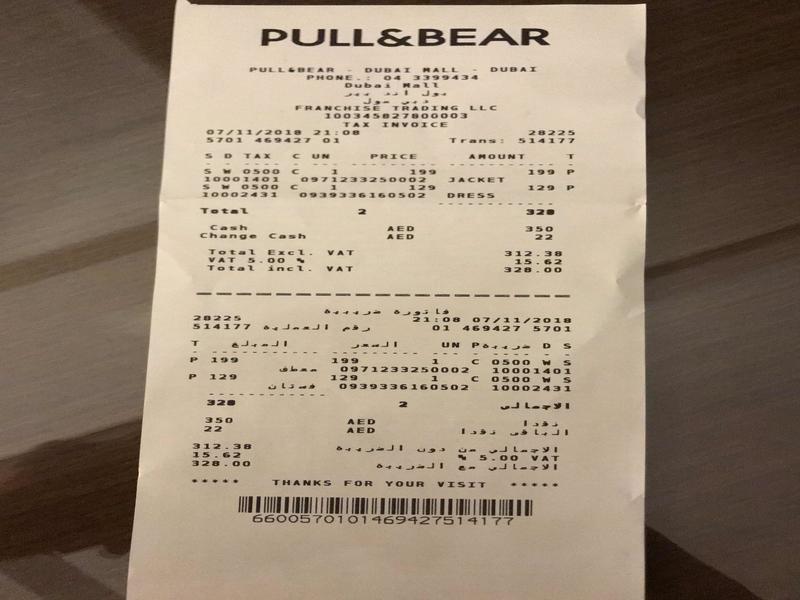 PULL&BEAR
PULL&BEAR - DUBAI MALL - DUBAI
PHONE.: 04 3399434
Dubai Mall
بول اند بير
دبي مول
FRANCHISE TRADING LLC
100345827800003
TAX INVOICE
07/11/2018 21:08 28225
5701 469427 01 Trans: 514177
S D TAX C UN PRICE AMOUNT T
S W 0500 C 1 199 199 P
10001401 0971233250002 JACKET
S W 0500 C 1 129 129 P
10002431 0939336160502 DRESS
Total 2 328
Cash AED 350
Change Cash AED 22
Total Excl. VAT 312.38
VAT 5.00 % 15.62
Total incl. VAT 328.00
فاتورة ضريبية
28225 21:08 07/11/2018
514177 رقم العملية 01 469427 5701
T المبلغ السعر UN P ضريبة D S
P 199 199 1 C 0500 W S
معطف 0971233250002 10001401
P 129 129 1 C 0500 W S
فستان 0939336160502 10002431
328 2 الاجمالي
350 AED نقدا
22 AED الباقى نقدا
312.38 الاجمالي من دون الضريبة
15.62 % 5.00 VAT
328.00 الاجمالي مع الضريبة
***** THANKS FOR YOUR VISIT *****
6600570101469427514177